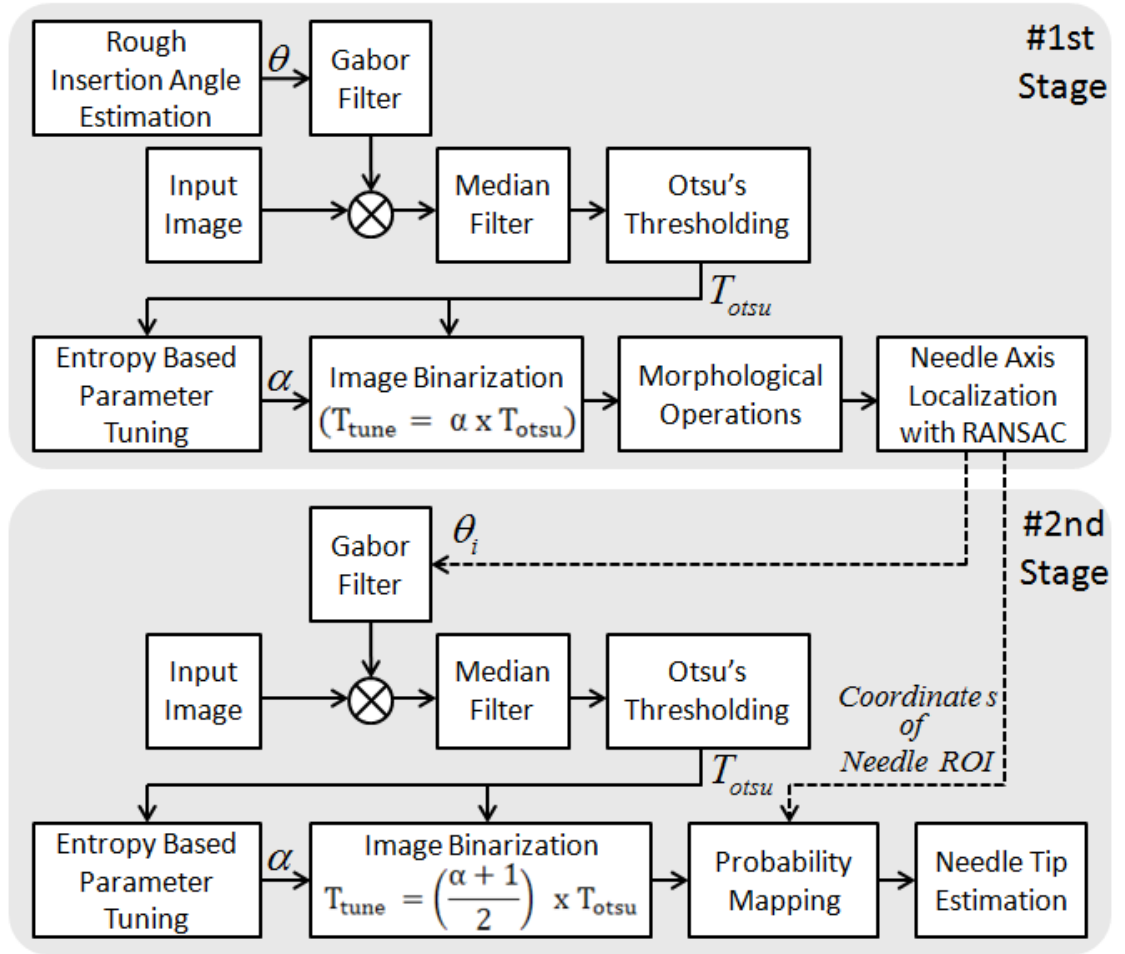 #1st
Stage
Rough
Insertion Angle
Estimation
θ
Gabor
Filter
Input
Image
Median
Filter
Otsu's
Thresholding
T_otsu
Entropy Based
Parameter
Tuning
α
Image Binarization
(T_tune = α x T_otsu)
Morphological
Operations
Needle Axis
Localization
with RANSAC
#2nd
Stage
Gabor
Filter
θ_i
Input
Image
Median
Filter
Otsu's
Thresholding
Coordinates
of
Needle ROI
T_otsu
Entropy Based
Parameter
Tuning
α
Image Binarization
T_tune = ((α + 1)/2) x T_otsu
Probability
Mapping
Needle Tip
Estimation